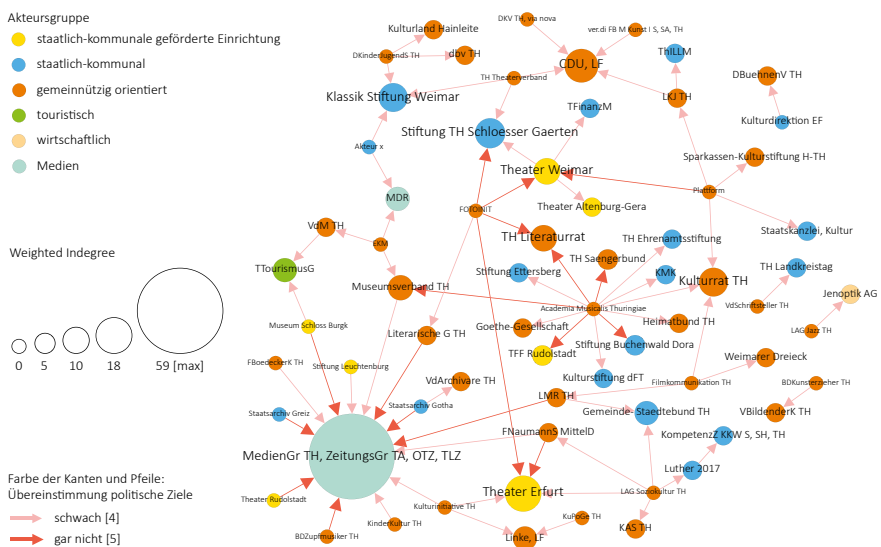 Akteursgruppe
staatlich-kommunale geförderte Einrichtung
staatlich-kommunal
gemeinnützig orientiert
touristisch
wirtschaftlich
Medien
Weighted Indegree
0 5 10 18 59 [max]
Farbe der Kanten und Pfeile:
Übereinstimmung politische Ziele
schwach [4]
gar nicht [5]
DKV TH, via nova
Kulturland Hainleite
ver.di FB M Kunst I S, SA, TH
DKinderJugendS TH
dbv TH
ThILLM
CDU, LF
TH Theaterverband
DBuehnenV TH
Klassik Stiftung Weimar
LKJ TH
TFinanzM
Kulturdirektion EF
Stiftung TH Schloesser Gaerten
Akteur x
Sparkassen-Kulturstiftung H-TH
Theater Weimar
Plattform
MDR
Theater Altenburg-Gera
FOTOINIT
VdM TH
Staatskanzlei, Kultur
TH Literaturrat
TH Ehrenamtsstiftung
EKM
TH Saengerbund
TTourismusG
Stiftung Ettersberg
KMK
TH Landkreistag
Kulturrat TH
Museumsverband TH
Jenoptik AG
Academia Musicalis Thuringiae
VdSchriftsteller TH
Museum Schloss Burgk
Goethe-Gesellschaft
Heimatbund TH
Literarische G TH
LAG Jazz TH
Stiftung Buchenwald Dora
TFF Rudolstadt
Weimarer Dreieck
FBoedeckerK TH
Stiftung Leuchtenburg
VdArchivare TH
Kulturstiftung dFT
Filmkommunikation TH
BDKunsterzieher TH
LMR TH
Staatsarchiv Greiz
Staatsarchiv Gotha
Gemeinde- Staedtebund TH
VBildenderK TH
FNaumannS MittelD
KompetenzZ KKW S, SH, TH
MedienGr TH, ZeitungsGr TA, OTZ, TLZ
Luther 2017
Theater Erfurt
LAG Soziokultur TH
Theater Rudolstadt
Kulturinitiative TH
KuPoGe TH
KinderKultur TH
KAS TH
BDZupfmusiker TH
Linke, LF